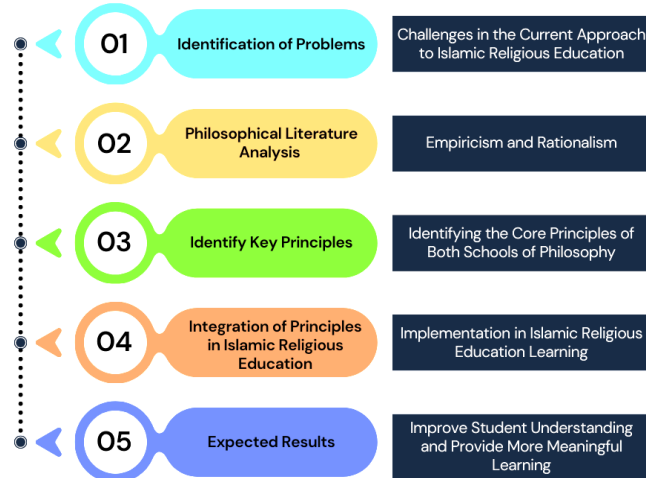 01
Identification of Problems
Challenges in the Current Approach
to Islamic Religious Education
02
Philosophical Literature
Analysis
Empiricism and Rationalism
03
Identify Key Principles
Identifying the Core Principles of
Both Schools of Philosophy
04
Integration of Principles
in Islamic Religious
Education
Implementation in Islamic Religious
Education Learning
05
Expected Results
Improve Student Understanding
and Provide More Meaningful
Learning